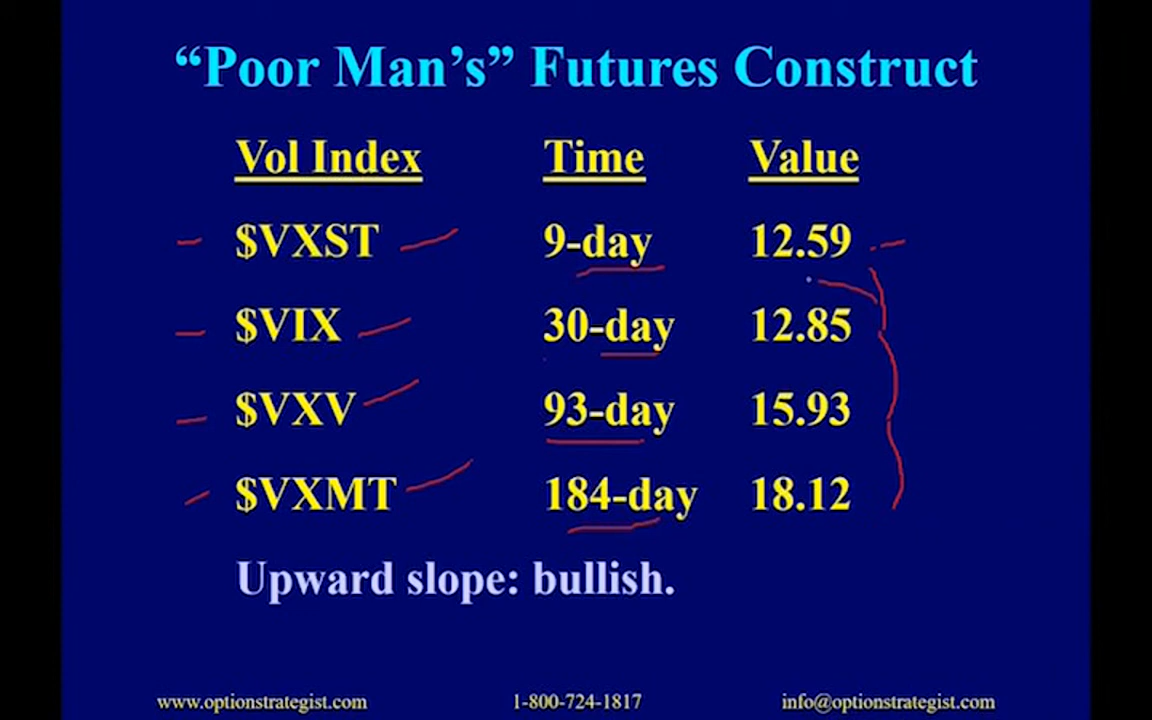 “Poor Man’s” Futures Construct
Vol Index Time Value
$VXST 9-day 12.59
$VIX 30-day 12.85
$VXV 93-day 15.93
$VXMT 184-day 18.12
Upward slope: bullish.
www.optionstrategist.com 1-800-724-1817 info@optionstrategist.com